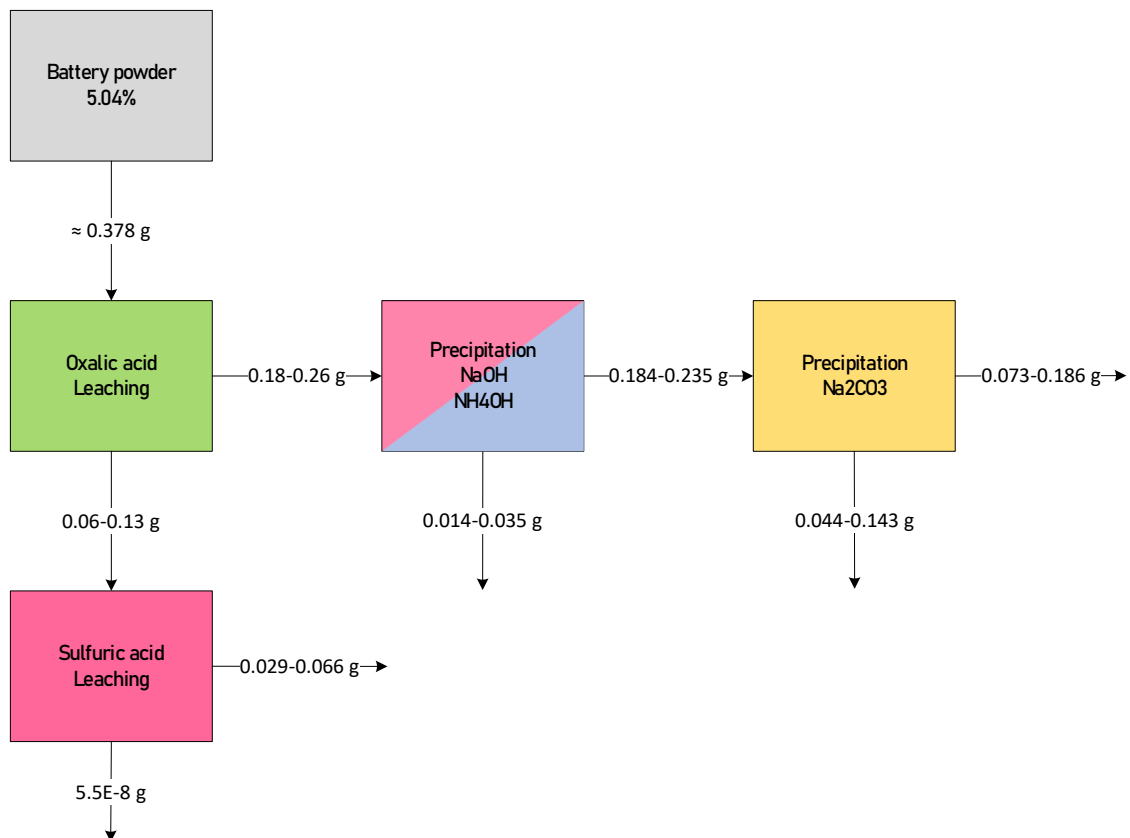 Battery powder
5.04%
≈ 0.378 g
Oxalic acid
Leaching
0.18-0.26 g
Precipitation
NaOH
NH4OH
0.184-0.235 g
Precipitation
Na2CO3
0.073-0.186 g
0.06-0.13 g
0.014-0.035 g
0.044-0.143 g
Sulfuric acid
Leaching
0.029-0.066 g
5.5E-8 g